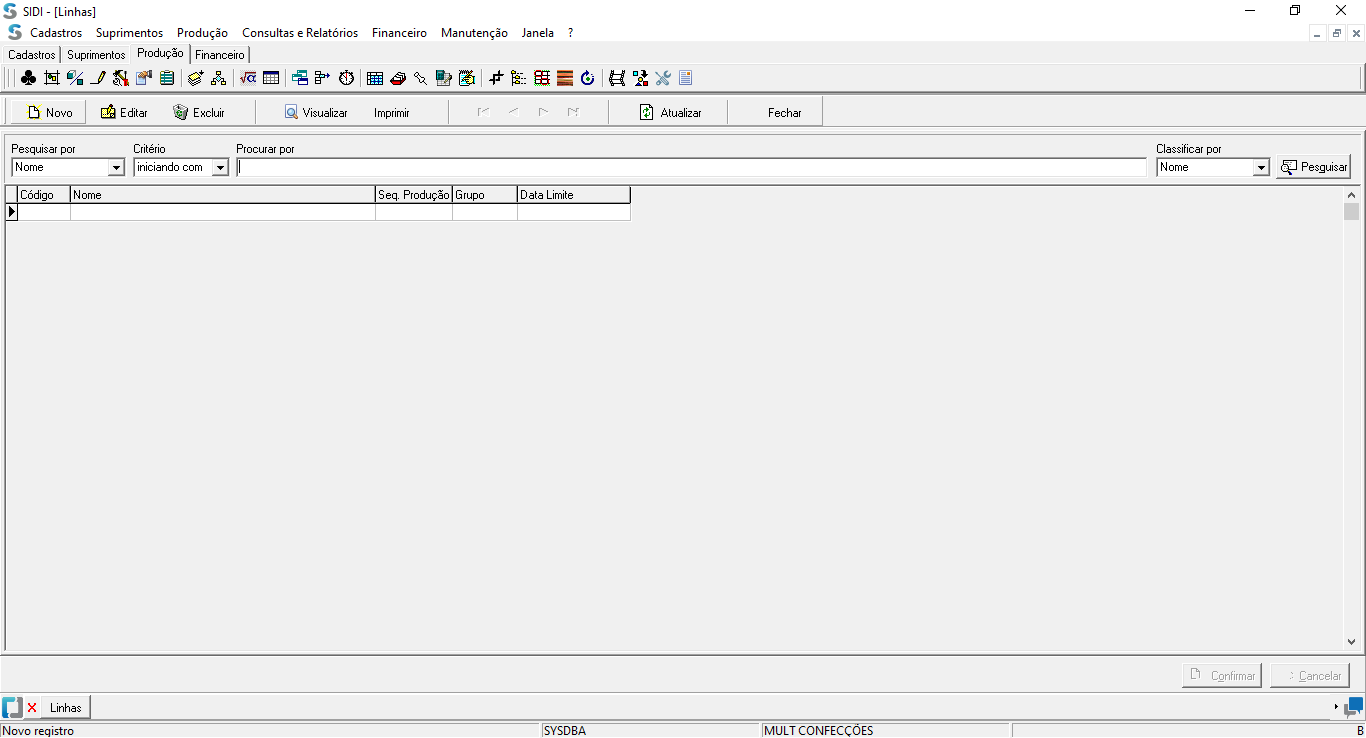 SIDI - [Linhas]
Cadastros Suprimentos Produção Consultas e Relatórios Financeiro Manutenção Janela ?
Cadastros Suprimentos Produção Financeiro
Novo Editar Excluir Visualizar Imprimir Atualizar Fechar
Pesquisar por Critério Procurar por Classificar por
Nome iniciando com Nome Pesquisar
Código Nome Seq. Produção Grupo Data Limite
Confirmar Cancelar
Linhas
Novo registro SYSDBA MULT CONFECÇÕES B